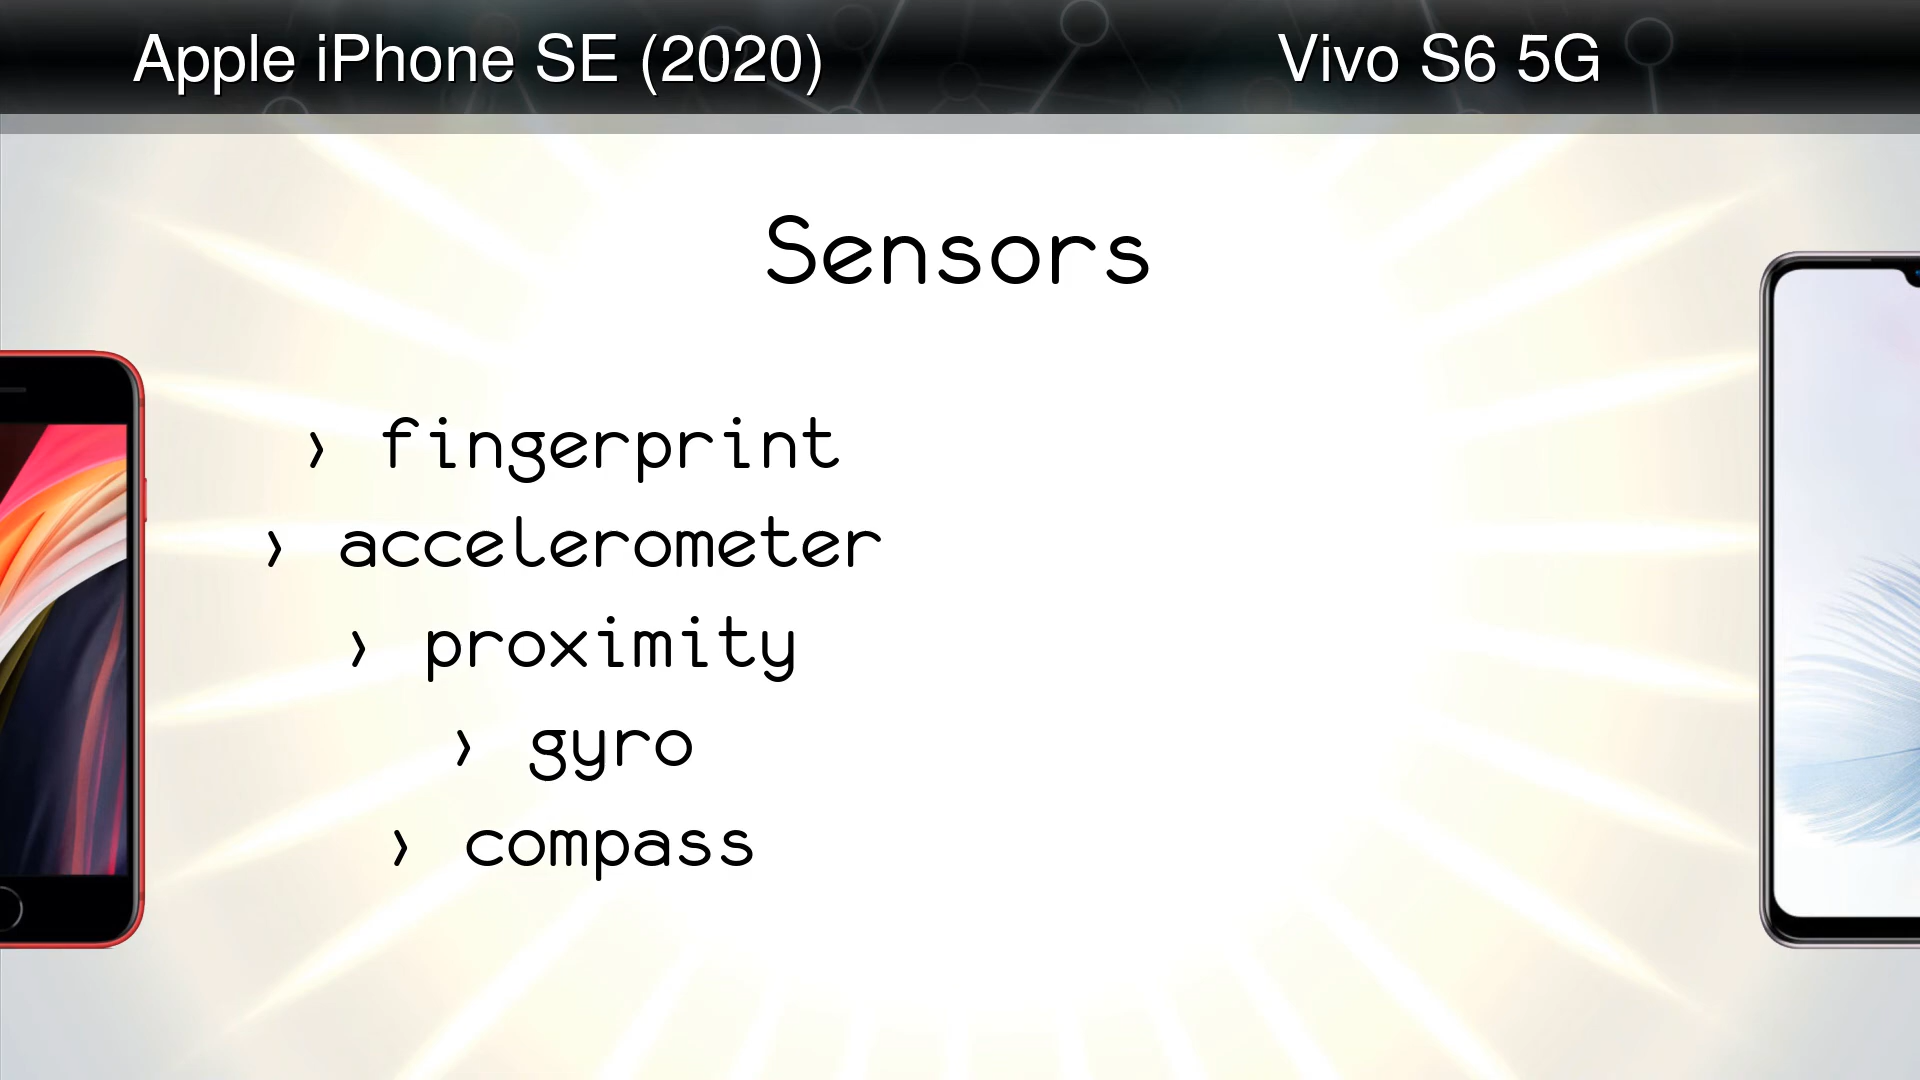 Apple iPhone SE (2020)
Vivo S6 5G
Sensors
› fingerprint
› accelerometer
› proximity
› gyro
› compass